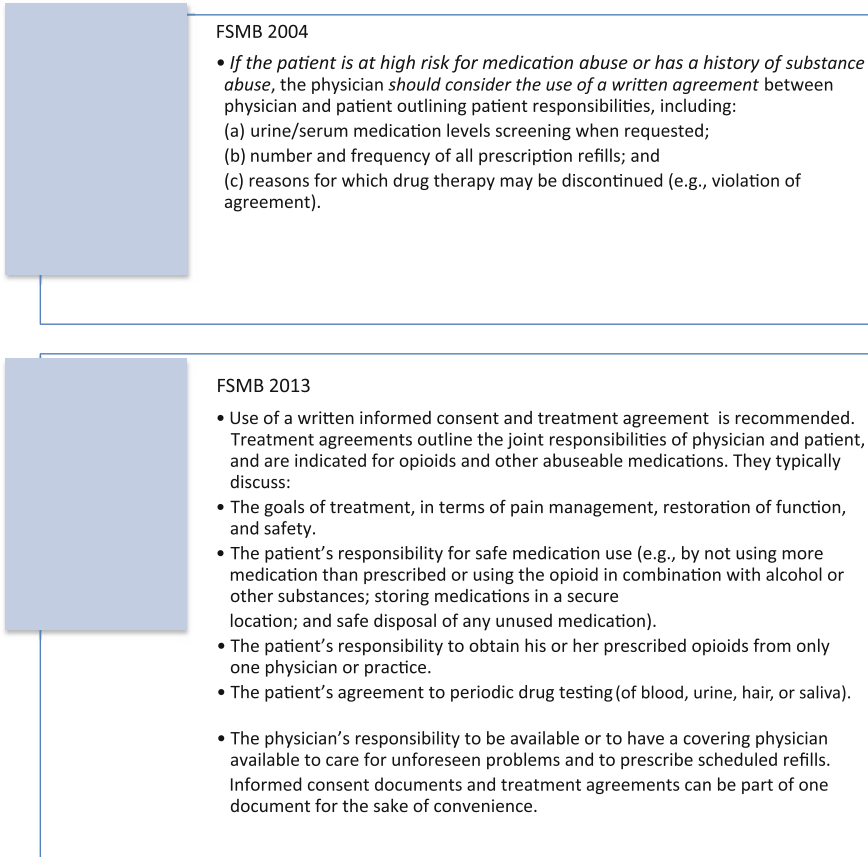 FSMB 2004
• If the patient is at high risk for medication abuse or has a history of substance
abuse, the physician should consider the use of a written agreement between
physician and patient outlining patient responsibilities, including:
(a) urine/serum medication levels screening when requested;
(b) number and frequency of all prescription refills; and
(c) reasons for which drug therapy may be discontinued (e.g., violation of
agreement).
FSMB 2013
• Use of a written informed consent and treatment agreement  is recommended.
Treatment agreements outline the joint responsibilities of physician and patient,
and are indicated for opioids and other abuseable medications. They typically
discuss:
• The goals of treatment, in terms of pain management, restoration of function,
and safety.
• The patient’s responsibility for safe medication use (e.g., by not using more
medication than prescribed or using the opioid in combination with alcohol or
other substances; storing medications in a secure
location; and safe disposal of any unused medication).
• The patient’s responsibility to obtain his or her prescribed opioids from only
one physician or practice.
• The patient’s agreement to periodic drug testing (of blood, urine, hair, or saliva).
• The physician’s responsibility to be available or to have a covering physician
available to care for unforeseen problems and to prescribe scheduled refills.
Informed consent documents and treatment agreements can be part of one
document for the sake of convenience.